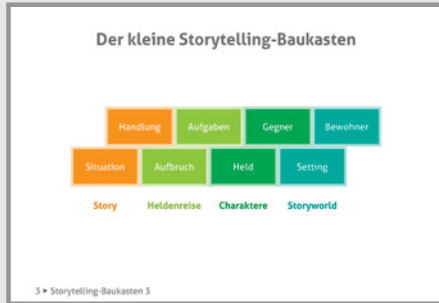 Der kleine Storytelling-Baukasten
Handlung Aufgaben Gegner Bewohner
Situation Aufbruch Held Setting
Story Heldenreise Charaktere Storyworld
3 ▸ Storytelling-Baukasten 3